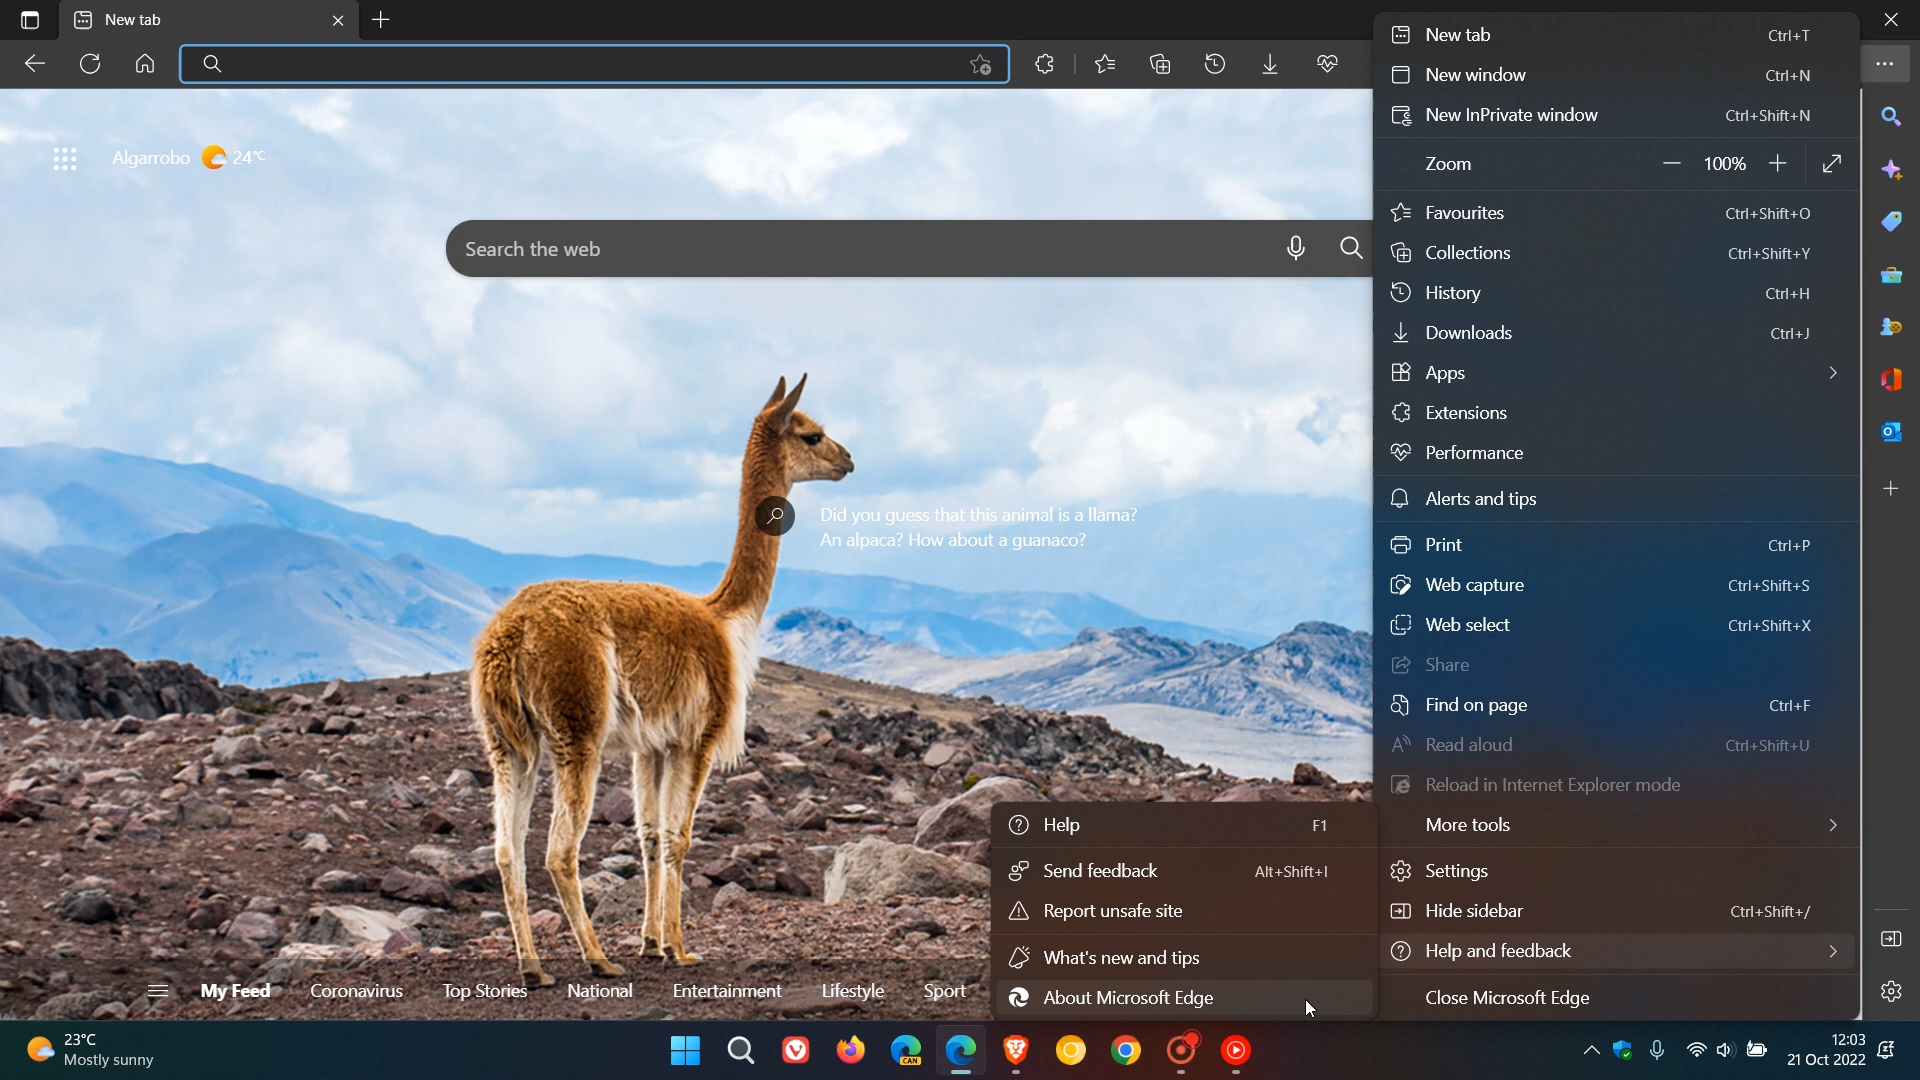 New tab
Algarrobo 24°C
Search the web
Did you guess that this animal is a llama?
An alpaca? How about a guanaco?
My Feed Coronavirus Top Stories National Entertainment Lifestyle Sport
New tab Ctrl+T
New window Ctrl+N
New InPrivate window Ctrl+Shift+N
Zoom 100%
Favourites Ctrl+Shift+O
Collections Ctrl+Shift+Y
History Ctrl+H
Downloads Ctrl+J
Apps
Extensions
Performance
Alerts and tips
Print Ctrl+P
Web capture Ctrl+Shift+S
Web select Ctrl+Shift+X
Share
Find on page Ctrl+F
Read aloud Ctrl+Shift+U
Reload in Internet Explorer mode
More tools
Settings
Hide sidebar Ctrl+Shift+/
Help and feedback
Close Microsoft Edge
Help F1
Send feedback Alt+Shift+I
Report unsafe site
What's new and tips
About Microsoft Edge
23°C
Mostly sunny
CAN
12:03
21 Oct 2022